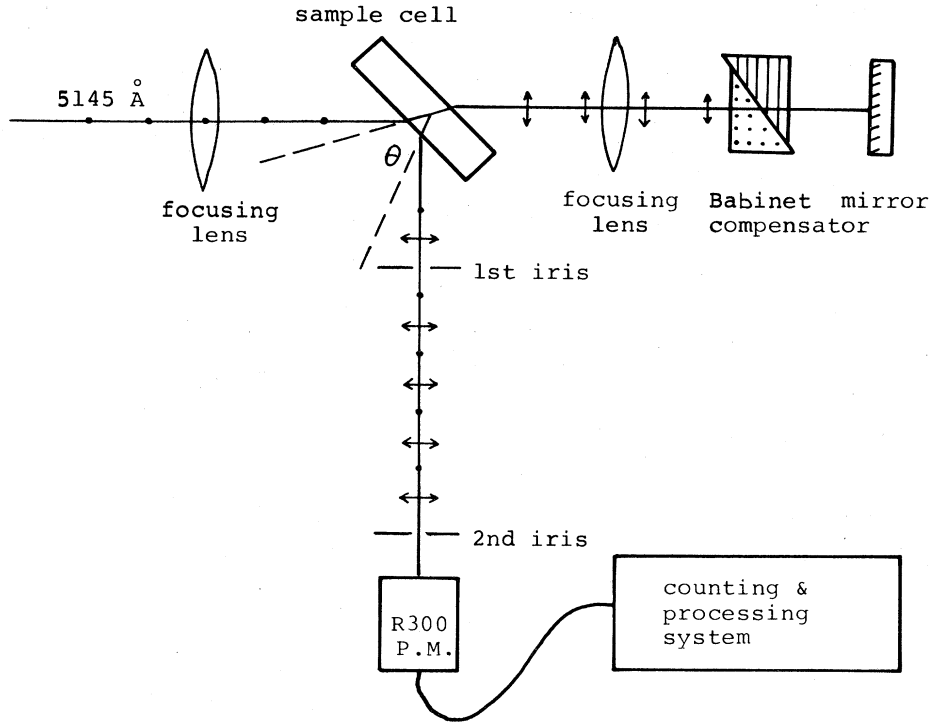 sample cell
5145 Å
θ
focusing
lens
focusing
lens
Babinet
compensator
mirror
1st iris
2nd iris
R300
P.M.
counting &
processing
system